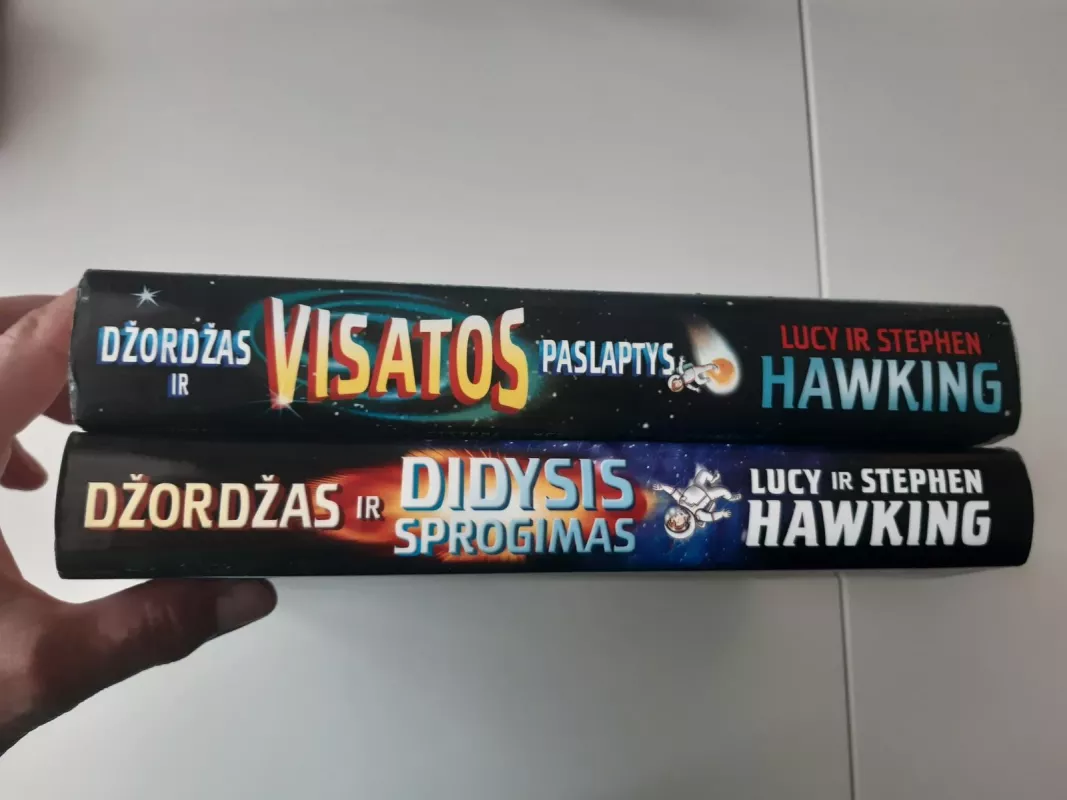 DŽORDŽAS
IR
VISATOS
PASLAPTYS
LUCY IR STEPHEN
HAWKING
DŽORDŽAS IR
DIDYSIS
SPROGIMAS
LUCY IR STEPHEN
HAWKING